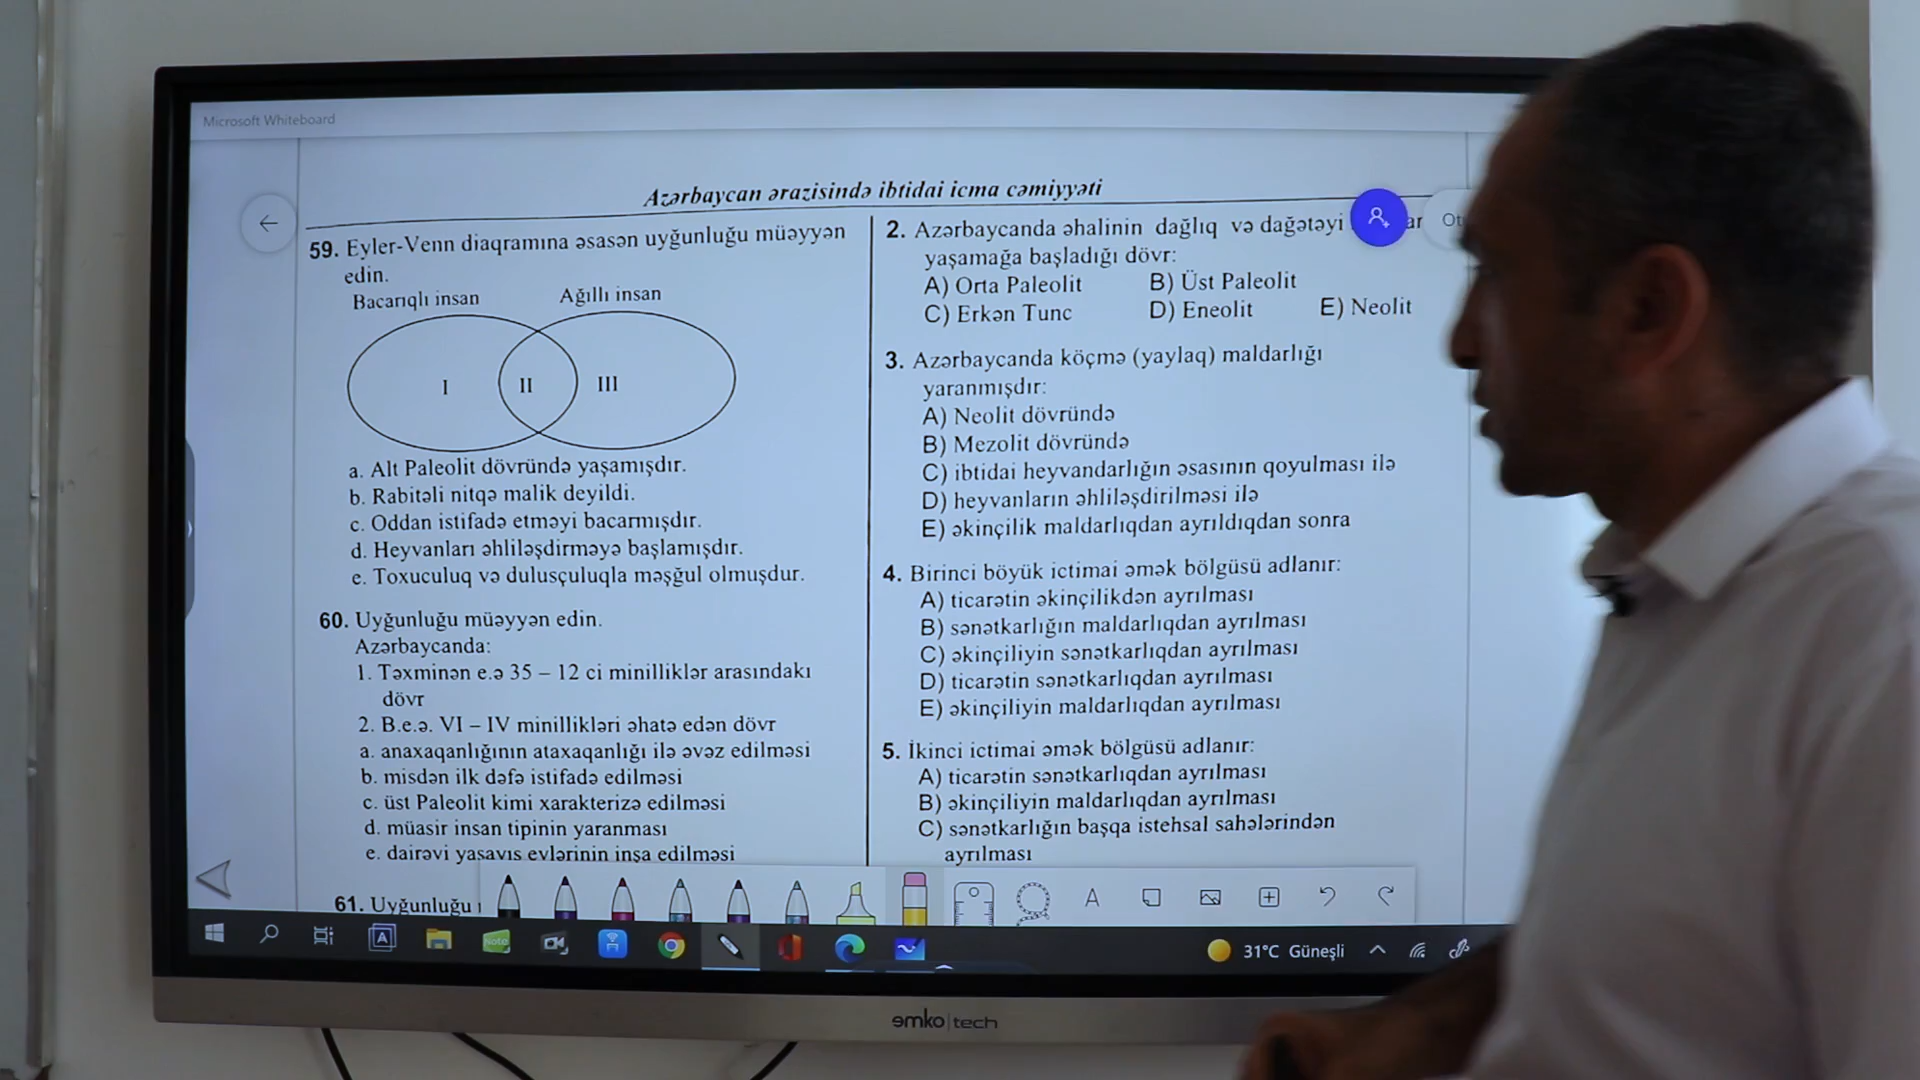 Microsoft Whiteboard
Azərbaycan ərazisində ibtidai icma cəmiyyəti
59. Eyler-Venn diaqramına əsasən uyğunluğu müəyyən
edin.
Bacarıqlı insan Ağıllı insan
I II III
a. Alt Paleolit dövründə yaşamışdır.
b. Rabitəli nitqə malik deyildi.
c. Oddan istifadə etməyi bacarmışdır.
d. Heyvanları əhliləşdirməyə başlamışdır.
e. Toxuculuq və dulusçuluqla məşğul olmuşdur.
60. Uyğunluğu müəyyən edin.
Azərbaycanda:
1. Təxminən e.ə 35 – 12 ci minilliklər arasındakı
dövr
2. B.e.ə. VI – IV minillikləri əhatə edən dövr
a. anaxaqanlığının ataxaqanlığı ilə əvəz edilməsi
b. misdən ilk dəfə istifadə edilməsi
c. üst Paleolit kimi xarakterizə edilməsi
d. müasir insan tipinin yaranması
e. dairəvi yaşayış evlərinin inşa edilməsi
61. Uyğunluğu
2. Azərbaycanda əhalinin dağlıq və dağətəyi
yaşamağa başladığı dövr:
A) Orta Paleolit B) Üst Paleolit
C) Erkən Tunc D) Eneolit E) Neolit
3. Azərbaycanda köçmə (yaylaq) maldarlığı
yaranmışdır:
A) Neolit dövründə
B) Mezolit dövründə
C) ibtidai heyvandarlığın əsasının qoyulması ilə
D) heyvanların əhliləşdirilməsi ilə
E) əkinçilik maldarlıqdan ayrıldıqdan sonra
4. Birinci böyük ictimai əmək bölgüsü adlanır:
A) ticarətin əkinçilikdən ayrılması
B) sənətkarlığın maldarlıqdan ayrılması
C) əkinçiliyin sənətkarlıqdan ayrılması
D) ticarətin sənətkarlıqdan ayrılması
E) əkinçiliyin maldarlıqdan ayrılması
5. İkinci ictimai əmək bölgüsü adlanır:
A) ticarətin sənətkarlıqdan ayrılması
B) əkinçiliyin maldarlıqdan ayrılması
C) sənətkarlığın başqa istehsal sahələrindən
ayrılması
31°C Güneşli
emko|tech